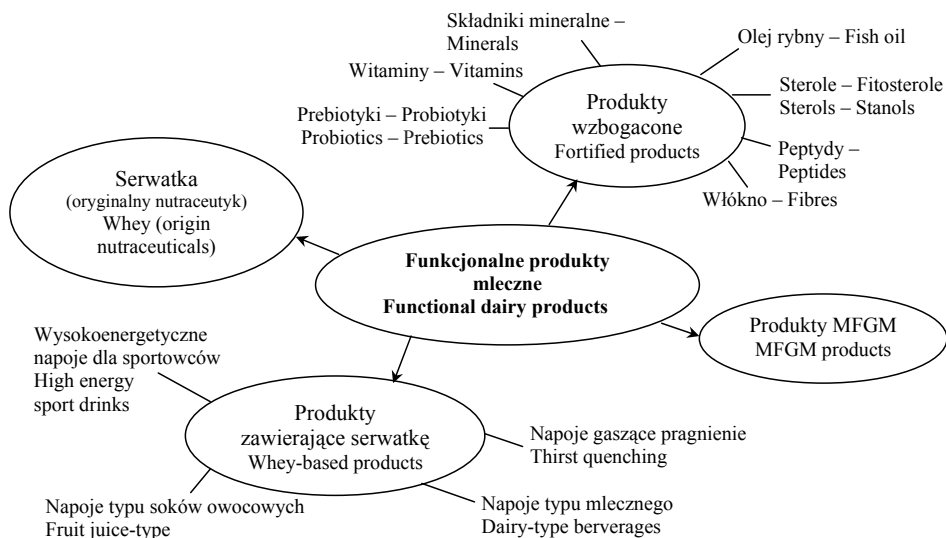 Składniki mineralne –
Minerals
Olej rybny – Fish oil
Witaminy – Vitamins
Sterole – Fitosterole
Sterols – Stanols
Prebiotyki – Probiotyki
Probiotics – Prebiotics
Produkty
wzbogacone
Fortified products
Peptydy –
Peptides
Włókno – Fibres
Serwatka
(oryginalny nutraceutyk)
Whey (origin
nutraceuticals)
Funkcjonalne produkty
mleczne
Functional dairy products
Produkty MFGM
MFGM products
Wysokoenergetyczne
napoje dla sportowców
High energy
sport drinks
Produkty
zawierające serwatkę
Whey-based products
Napoje gaszące pragnienie
Thirst quenching
Napoje typu soków owocowych
Fruit juice-type
Napoje typu mlecznego
Dairy-type berverages